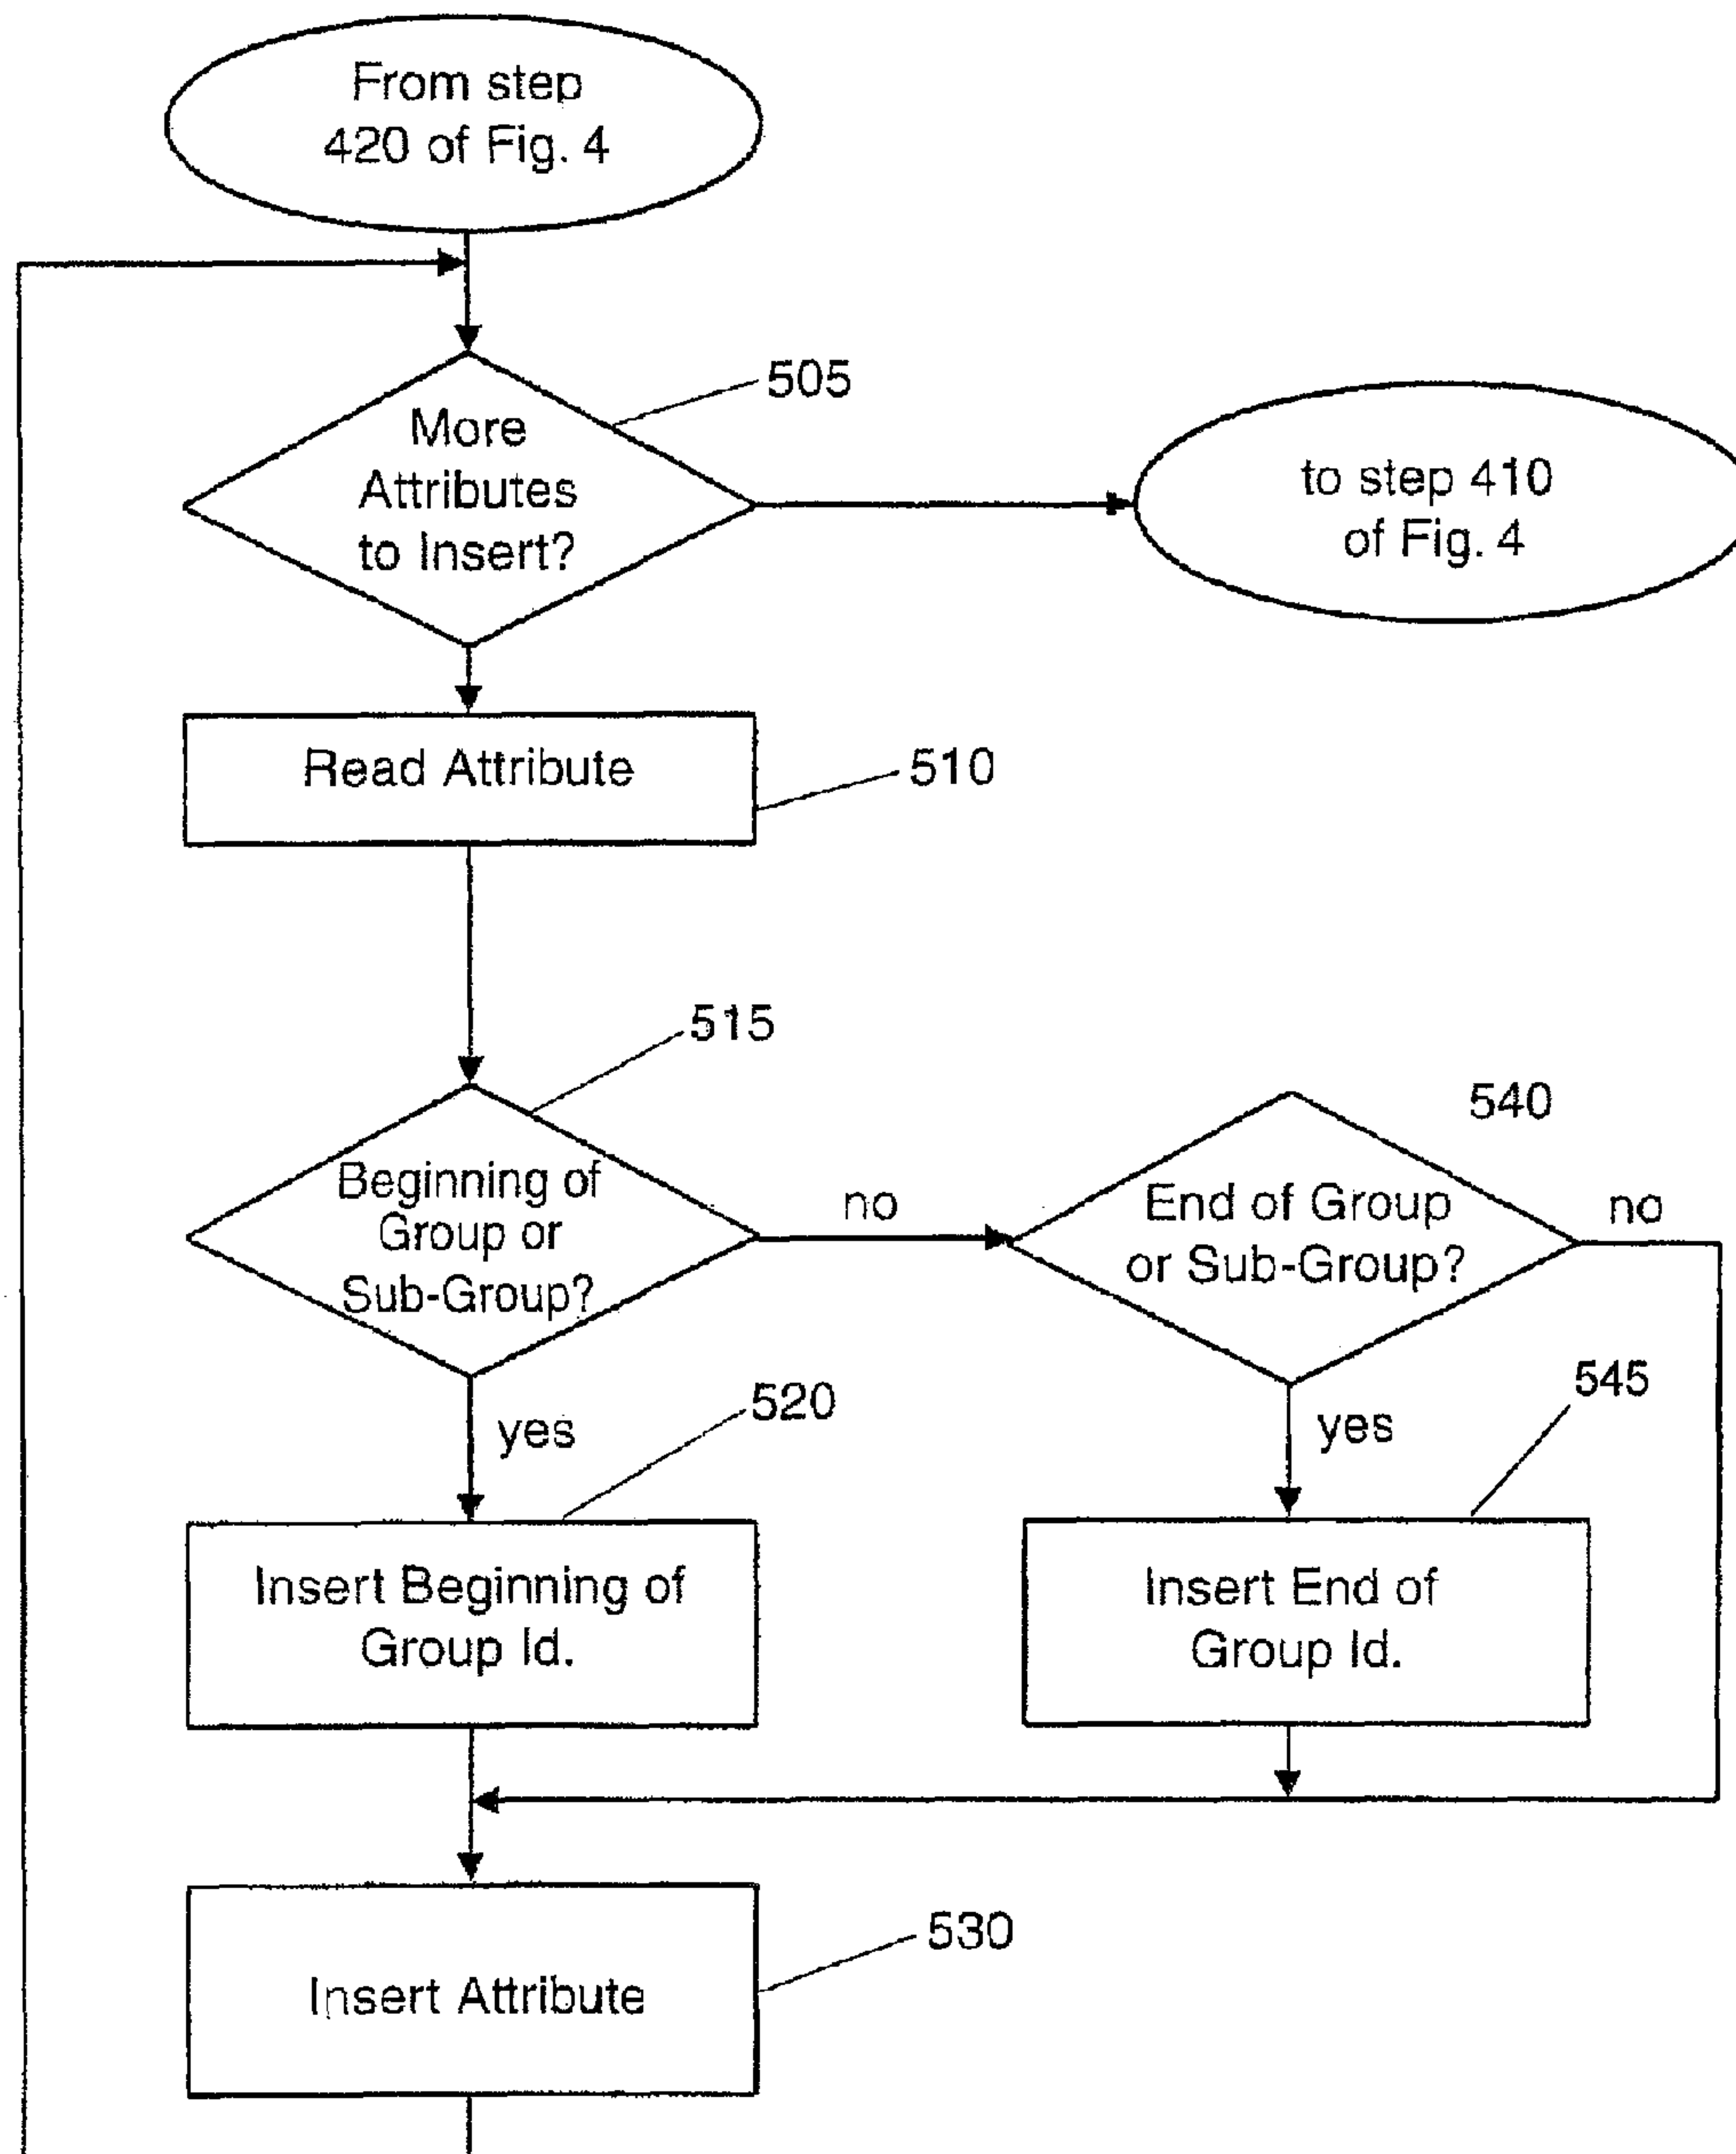 From step
420 of Fig. 4
505
More
Attributes
to Insert?
to step 410
of Fig. 4
Read Attribute
510
515
540
Beginning of
Group or
Sub-Group?
no
End of Group
or Sub-Group?
no
520
545
yes
yes
Insert Beginning of
Group Id.
Insert End of
Group Id.
530
Insert Attribute